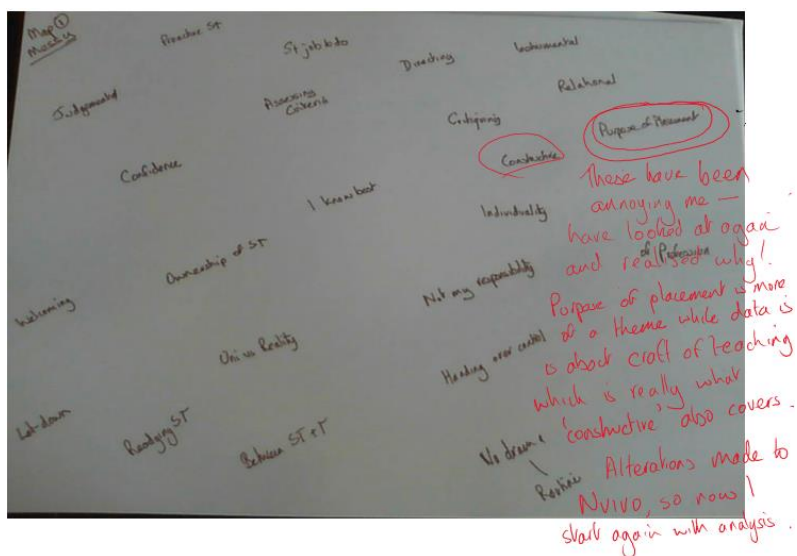 Map ①
Messy
Proactive ST
St job to do
Directing
Instrumental
Judgemental
Assessing
Criteria
Relational
Critiquing
Purpose of Placement
Confidence
Constructive
I know best
Individuality
of Profession
Ownership of ST
Not my responsibility
Welcoming
Uni vs Reality
Handing over control
Let-down
Readying ST
Between ST + T
No drama +
Routine
These have been
annoying me —
have looked at again
and realised why!
Purpose of placement is more
of a theme while data is
is about craft of teaching
which is really what
'constructive' also covers.
Alterations made to
NVivo, so now I
start again with analysis.